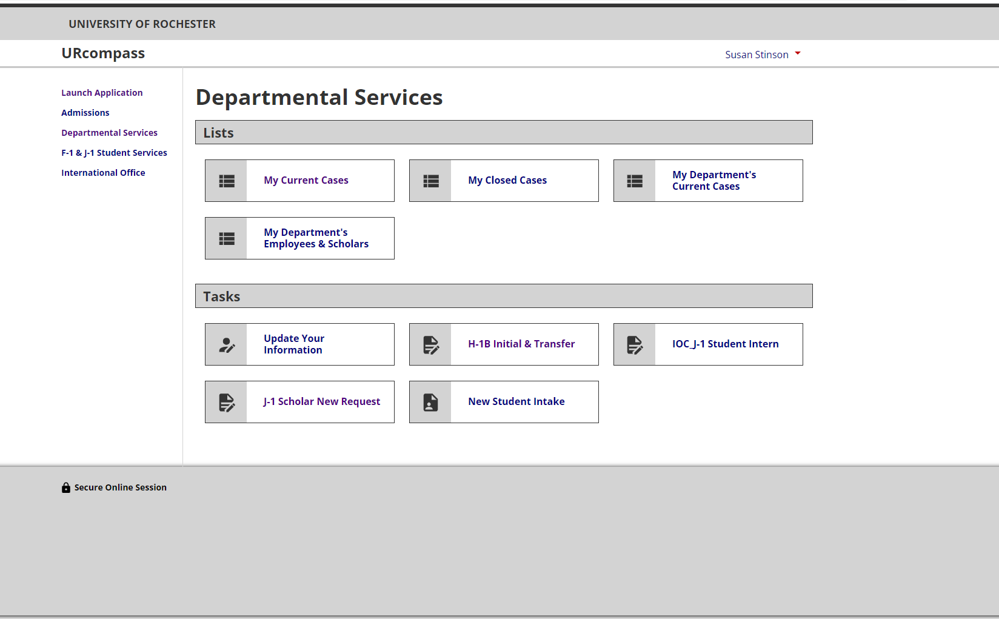 UNIVERSITY OF ROCHESTER
URcompass
Susan Stinson
Launch Application
Admissions
Departmental Services
F-1 & J-1 Student Services
International Office
Departmental Services
Lists
My Current Cases
My Closed Cases
My Department's
Current Cases
My Department's
Employees & Scholars
Tasks
Update Your
Information
H-1B Initial & Transfer
IOC_J-1 Student Intern
J-1 Scholar New Request
New Student Intake
Secure Online Session